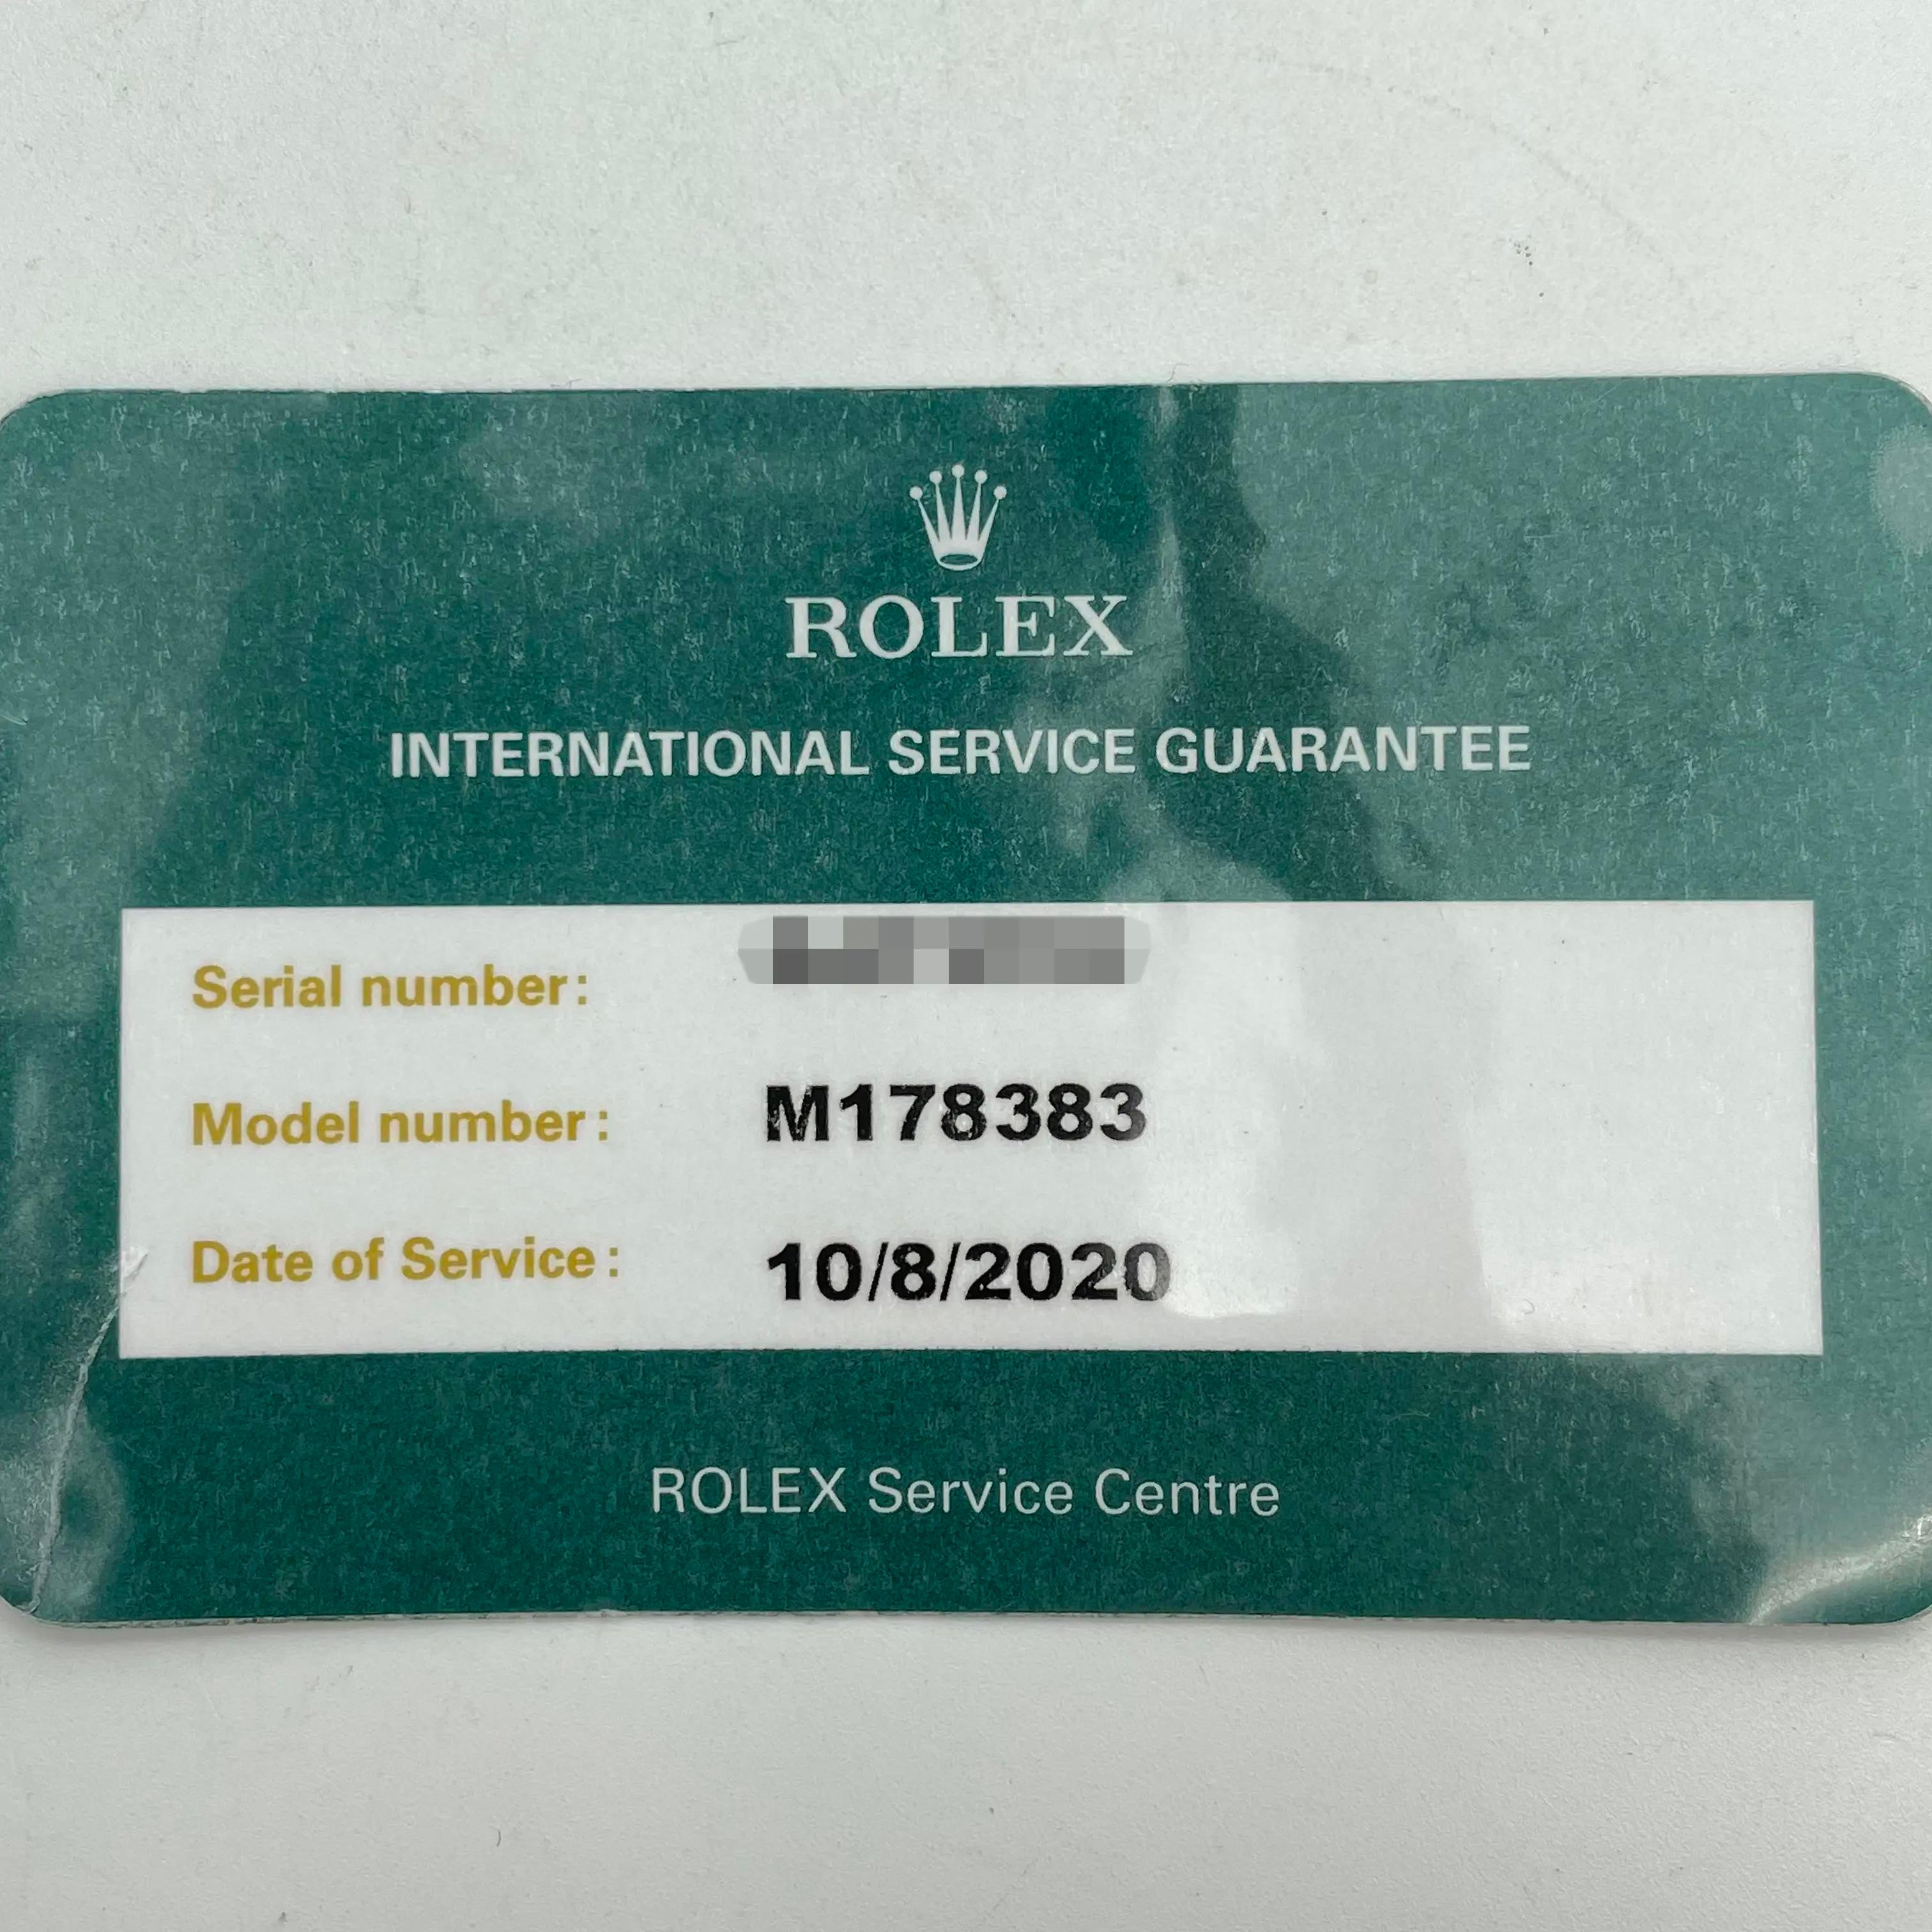 ROLEX
INTERNATIONAL SERVICE GUARANTEE
Serial number:
Model number: M178383
Date of Service: 10/8/2020
ROLEX Service Centre